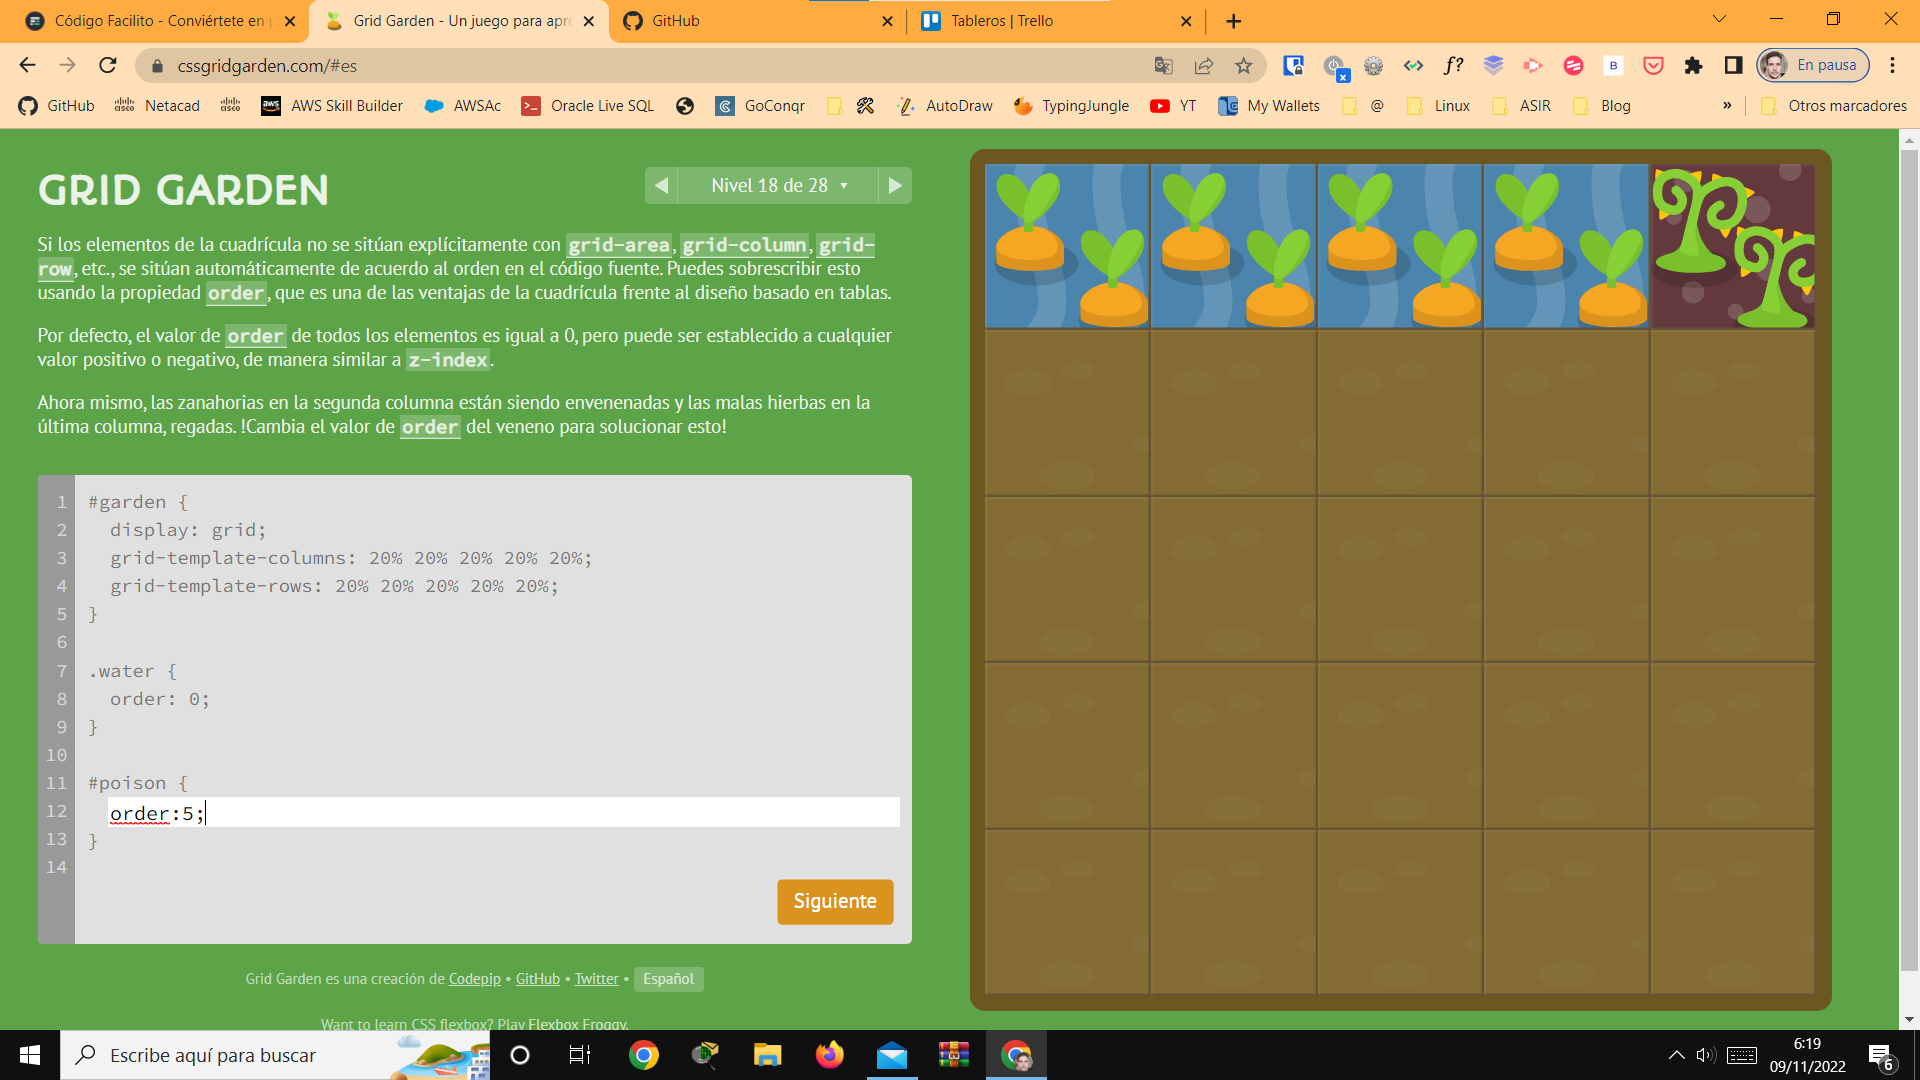 Código Facilito - Conviértete en p
Grid Garden - Un juego para apre
GitHub
Tableros | Trello
cssgridgarden.com/#es
En pausa
GitHub
Netacad
AWS Skill Builder
AWSAc
Oracle Live SQL
GoConqr
AutoDraw
TypingJungle
YT
My Wallets
@
Linux
ASIR
Blog
»
Otros marcadores
GRID GARDEN
Nivel 18 de 28
Si los elementos de la cuadrícula no se sitúan explícitamente con grid-area, grid-column, grid-
row, etc., se sitúan automáticamente de acuerdo al orden en el código fuente. Puedes sobrescribir esto
usando la propiedad order, que es una de las ventajas de la cuadrícula frente al diseño basado en tablas.
Por defecto, el valor de order de todos los elementos es igual a 0, pero puede ser establecido a cualquier
valor positivo o negativo, de manera similar a z-index.
Ahora mismo, las zanahorias en la segunda columna están siendo envenenadas y las malas hierbas en la
última columna, regadas. !Cambia el valor de order del veneno para solucionar esto!
1 #garden {
2 display: grid;
3 grid-template-columns: 20% 20% 20% 20% 20%;
4 grid-template-rows: 20% 20% 20% 20% 20%;
5 }
6
7 .water {
8 order: 0;
9 }
10
11 #poison {
12 order:5;
13 }
14
Siguiente
Grid Garden es una creación de Codepip • GitHub • Twitter • Español
Want to learn CSS flexbox? Play Flexbox Froggy.
Escribe aquí para buscar
6:19
09/11/2022
6